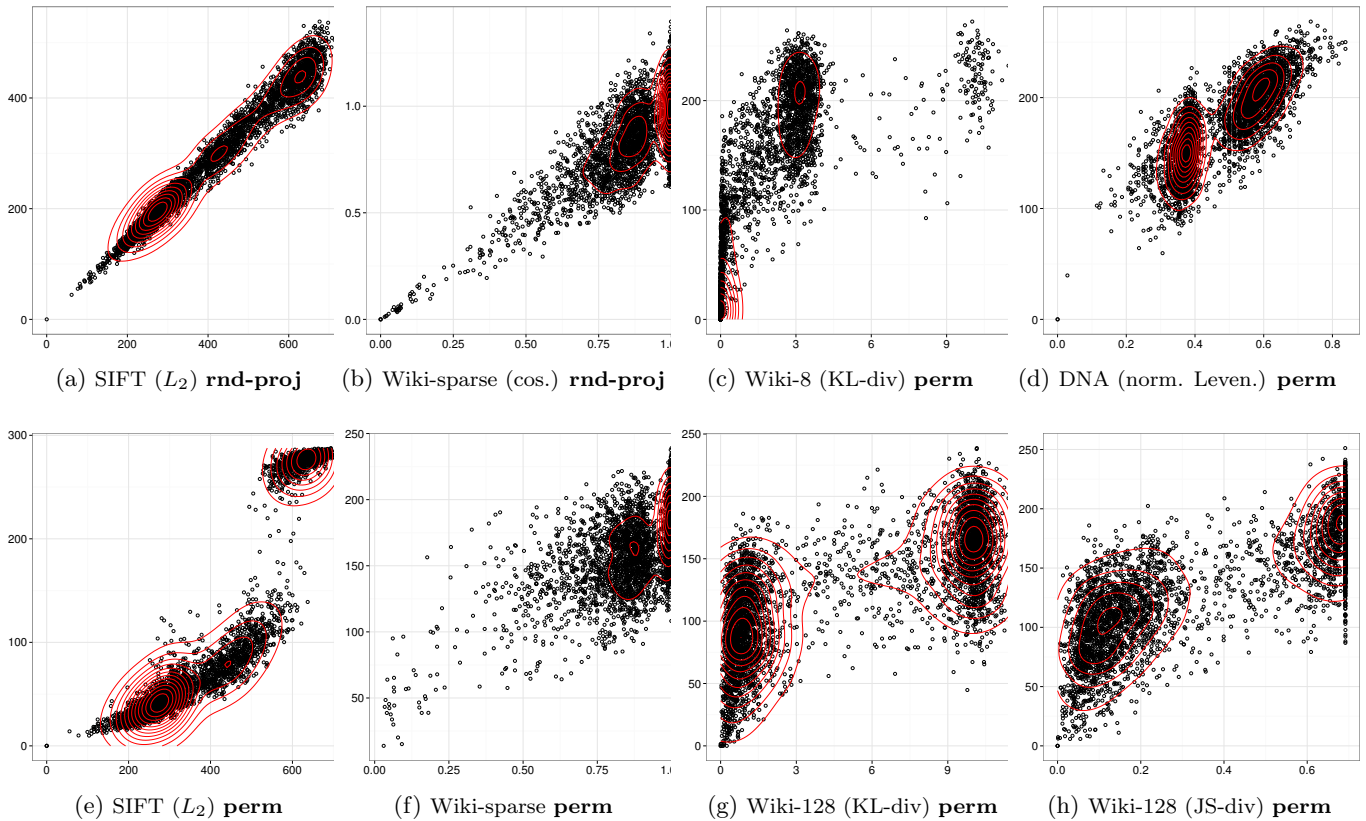 400
200
0
0 200 400 600
(a) SIFT (L₂) rnd-proj
1.0
0.5
0.0
0.00 0.25 0.50 0.75 1.0
(b) Wiki-sparse (cos.) rnd-proj
200
100
0
0 3 6 9
(c) Wiki-8 (KL-div) perm
200
100
0
0.0 0.2 0.4 0.6 0.8
(d) DNA (norm. Leven.) perm
300
200
100
0
0 200 400 600
(e) SIFT (L₂) perm
250
200
150
100
50
0.00 0.25 0.50 0.75 1.0
(f) Wiki-sparse perm
250
200
150
100
50
0
0 3 6 9
(g) Wiki-128 (KL-div) perm
250
200
150
100
50
0
0.0 0.2 0.4 0.6
(h) Wiki-128 (JS-div) perm